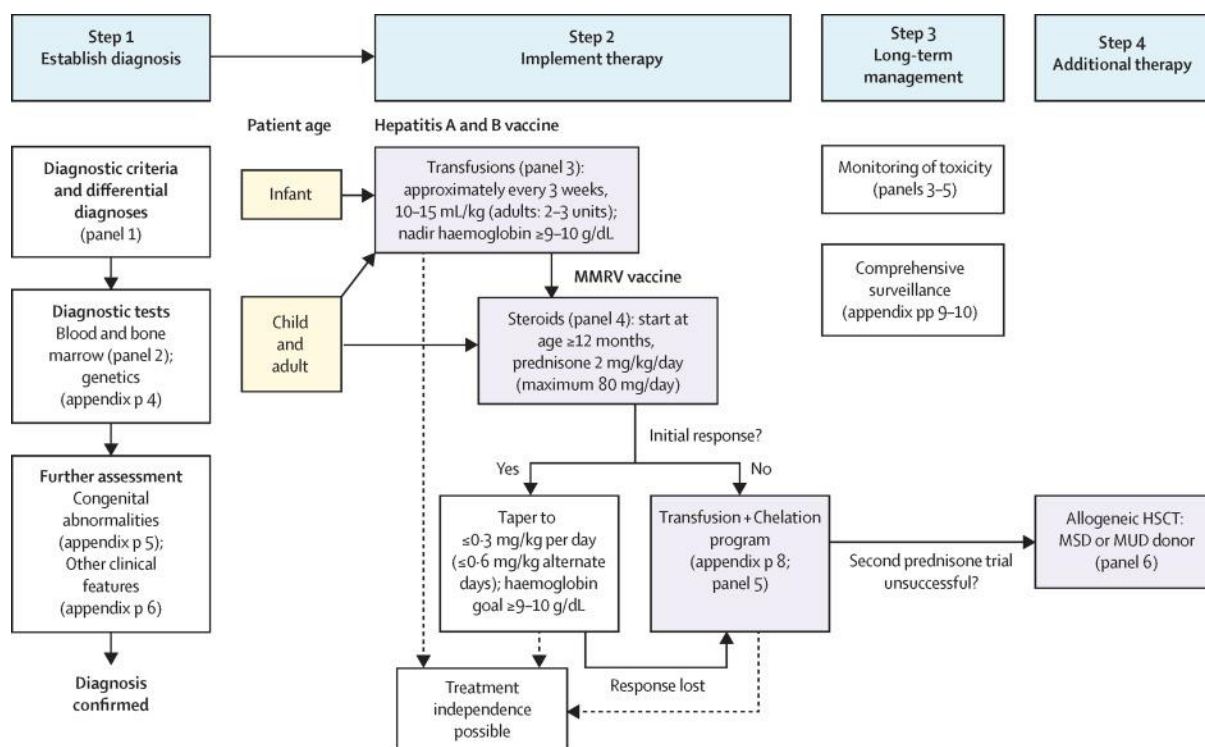 Step 1
Establish diagnosis
Step 2
Implement therapy
Step 3
Long-term
management
Step 4
Additional therapy
Diagnostic criteria
and differential
diagnoses
(panel 1)
Diagnostic tests
Blood and bone
marrow (panel 2);
genetics
(appendix p 4)
Further assessment
Congenital
abnormalities
(appendix p 5);
Other clinical
features
(appendix p 6)
Diagnosis
confirmed
Patient age
Infant
Child
and
adult
Hepatitis A and B vaccine
Transfusions (panel 3):
approximately every 3 weeks,
10–15 mL/kg (adults: 2–3 units);
nadir haemoglobin ≥9–10 g/dL
MMRV vaccine
Steroids (panel 4): start at
age ≥12 months,
prednisone 2 mg/kg/day
(maximum 80 mg/day)
Initial response?
Yes
No
Taper to
≤0·3 mg/kg per day
(≤0·6 mg/kg alternate
days); haemoglobin
goal ≥9–10 g/dL
Transfusion + Chelation
program
(appendix p 8;
panel 5)
Response lost
Treatment
independence
possible
Second prednisone trial
unsuccessful?
Monitoring of toxicity
(panels 3–5)
Comprehensive
surveillance
(appendix pp 9–10)
Allogeneic HSCT:
MSD or MUD donor
(panel 6)